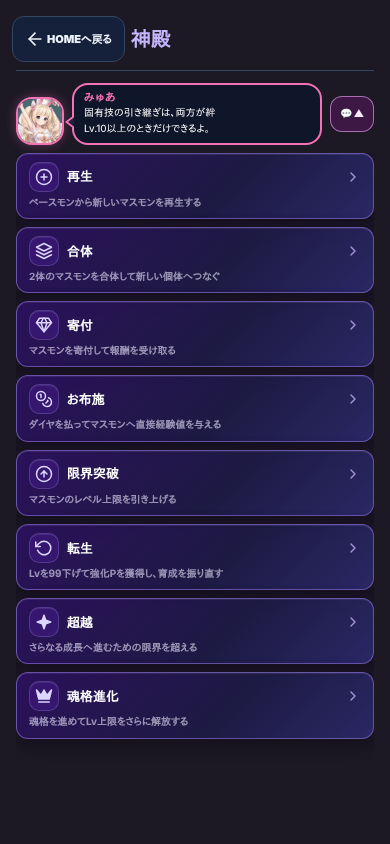 HOMEへ戻る
神殿
みゅあ
固有技の引き継ぎは、両方が絆
Lv.10以上のときだけできるよ。
💬▲
再生
ベースモンから新しいマスモンを再生する
合体
2体のマスモンを合体して新しい個体へつなぐ
寄付
マスモンを寄付して報酬を受け取る
お布施
ダイヤを払ってマスモンへ直接経験値を与える
限界突破
マスモンのレベル上限を引き上げる
転生
Lvを99下げて強化Pを獲得し、育成を振り直す
超越
さらなる成長へ進むための限界を超える
魂格進化
魂格を進めてLv上限をさらに解放する